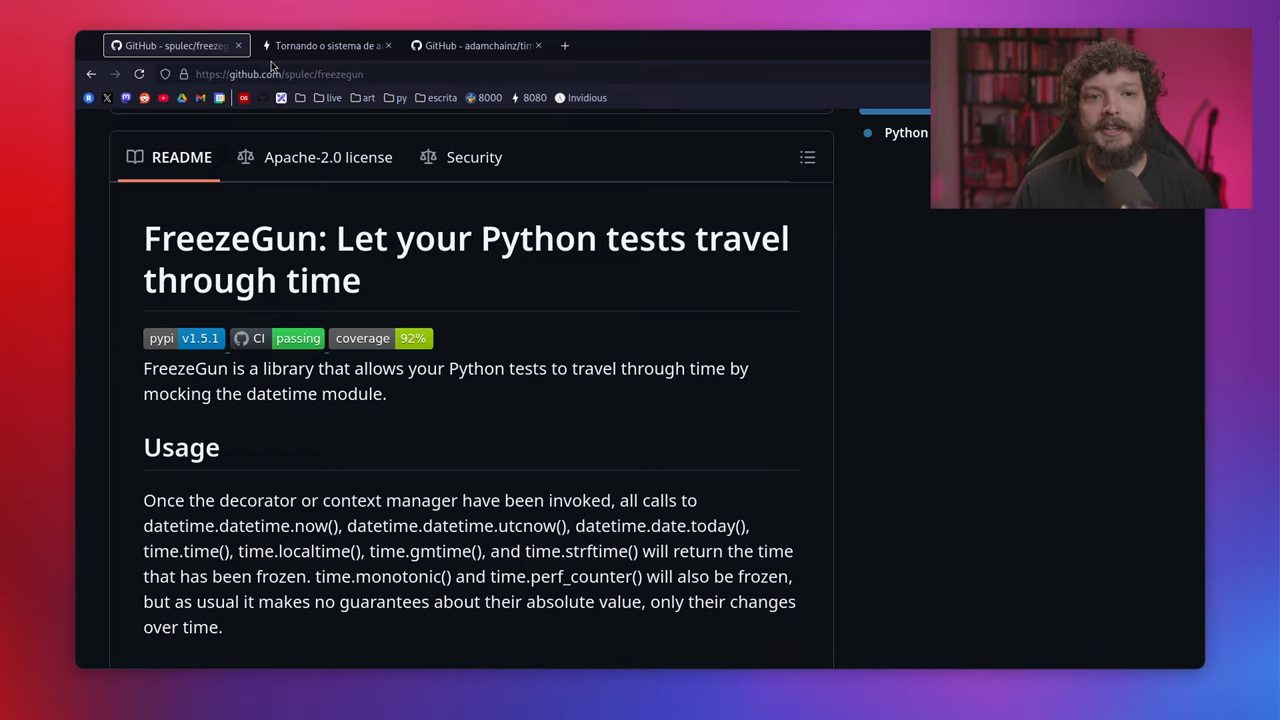 GitHub - spulec/freezeg
Tornando o sistema de a
GitHub - adamchainz/tim
https://github.com/spulec/freezegun
live
art
py
escrita
8000
8080
Invidious
README
Apache-2.0 license
Security
Python
FreezeGun: Let your Python tests travel
through time
pypi v1.5.1
CI passing
coverage 92%
FreezeGun is a library that allows your Python tests to travel through time by
mocking the datetime module.
Usage
Once the decorator or context manager have been invoked, all calls to
datetime.datetime.now(), datetime.datetime.utcnow(), datetime.date.today(),
time.time(), time.localtime(), time.gmtime(), and time.strftime() will return the time
that has been frozen. time.monotonic() and time.perf_counter() will also be frozen,
but as usual it makes no guarantees about their absolute value, only their changes
over time.